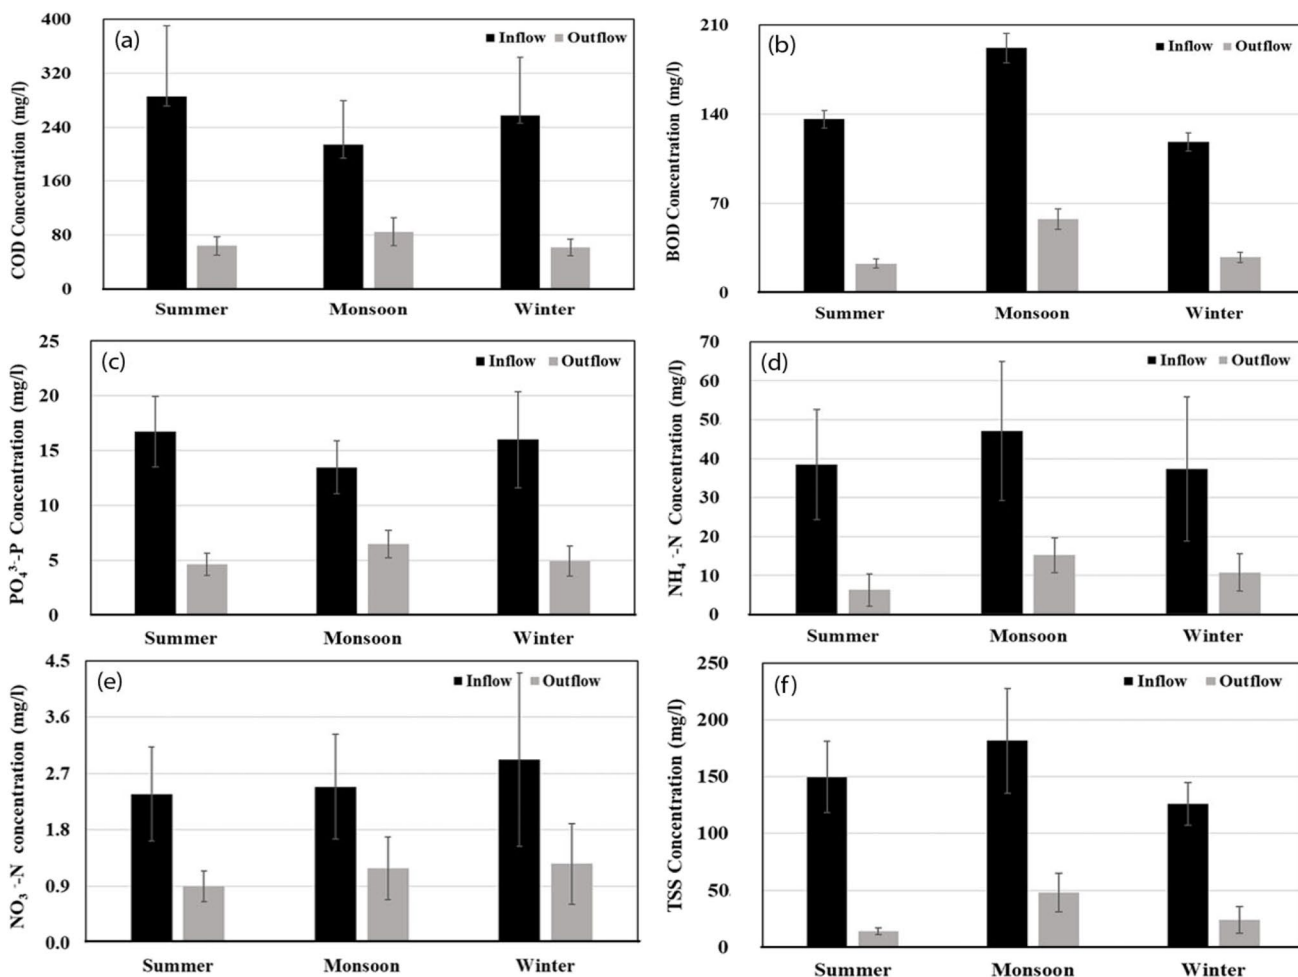 (a)
Inflow Outflow
COD Concentration (mg/l)
400
320
240
160
80
0
Summer Monsoon Winter
(b)
Inflow Outflow
BOD Concentration (mg/l)
210
140
70
0
Summer Monsoon Winter
(c)
Inflow Outflow
PO₄³⁻-P Concentration (mg/l)
25
20
15
10
5
0
Summer Monsoon Winter
(d)
Inflow Outflow
NH₄⁻-N Concentration (mg/l)
70
60
50
40
30
20
10
0
Summer Monsoon Winter
(e)
Inflow Outflow
NO₃⁻-N concentration (mg/l)
4.5
3.6
2.7
1.8
0.9
0.0
Summer Monsoon Winter
(f)
Inflow Outflow
TSS Concentration (mg/l)
250
200
150
100
50
0
Summer Monsoon Winter